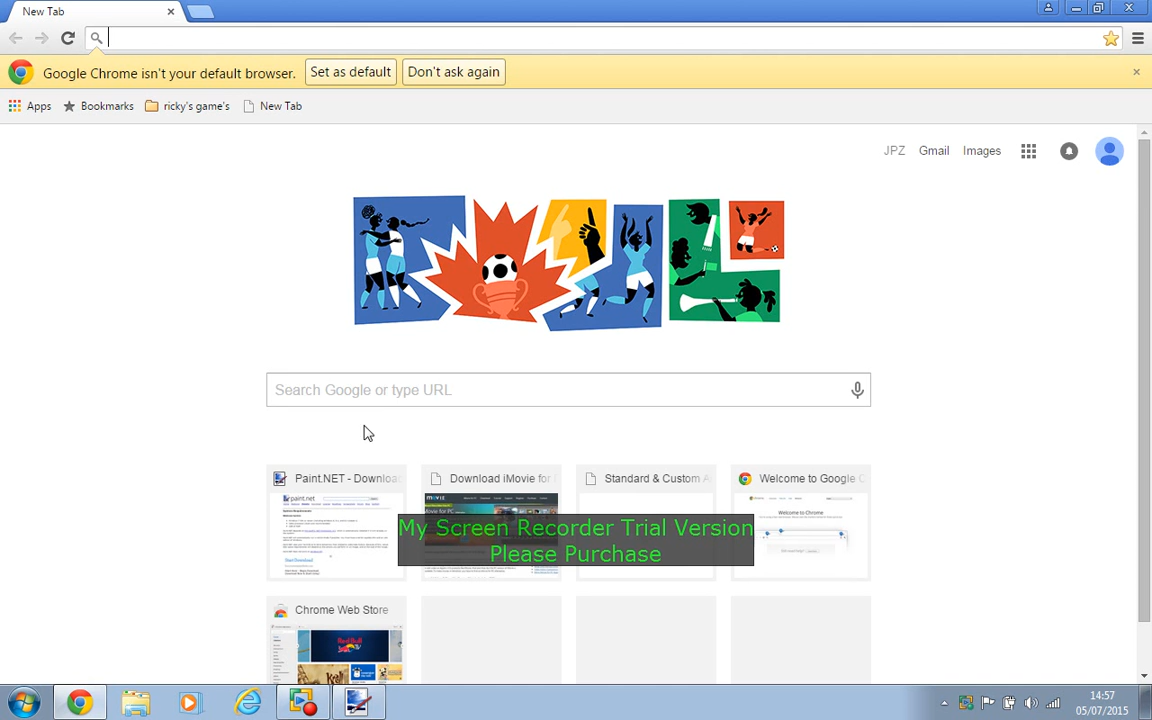 New Tab
Google Chrome isn't your default browser. Set as default Don't ask again
Apps Bookmarks ricky's game's New Tab
JPZ Gmail Images
Search Google or type URL
Paint.NET - Downloa
Download iMovie for
Standard & Custom A
Welcome to Google C
My Screen Recorder Trial Version
Please Purchase
Chrome Web Store
14:57
05/07/2015